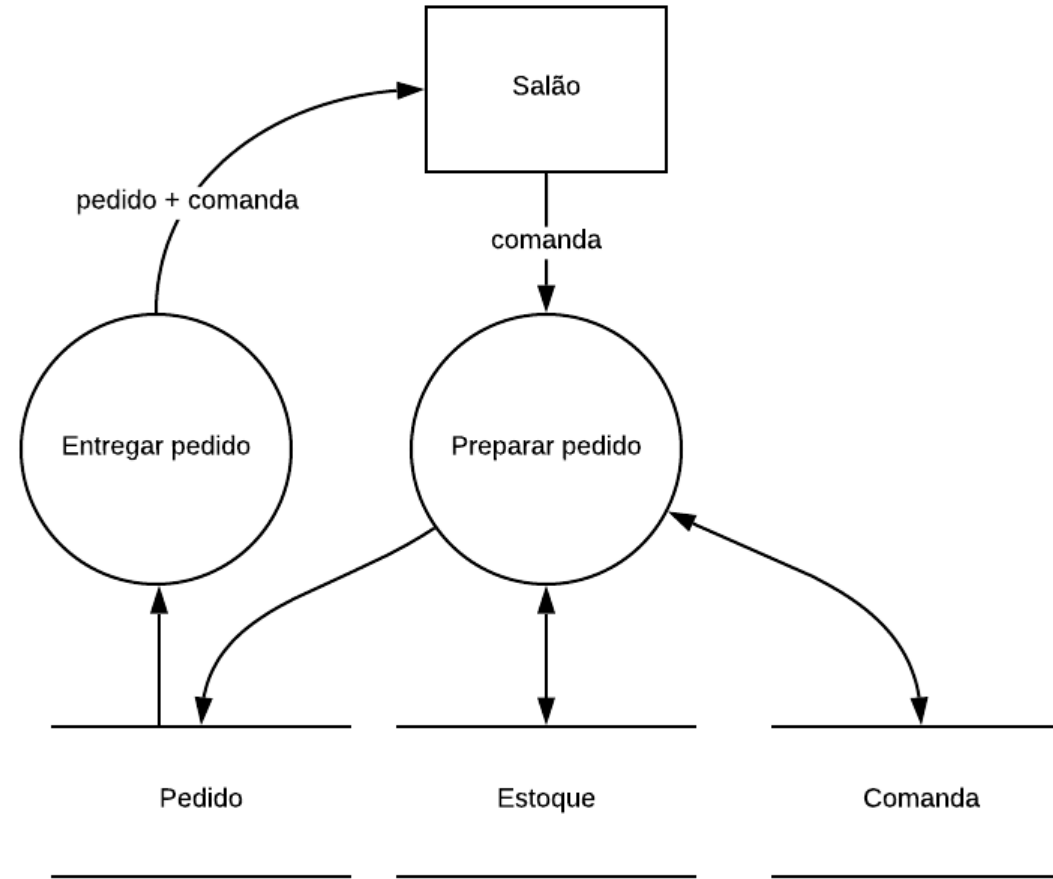 Salão
pedido + comanda
comanda
Entregar pedido
Preparar pedido
Pedido
Estoque
Comanda